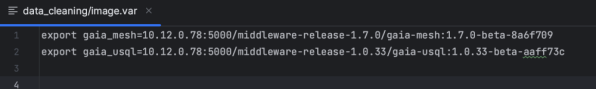 data_cleaning/image.var
1 export gaia_mesh=10.12.0.78:5000/middleware-release-1.7.0/gaia-mesh:1.7.0-beta-8a6f709
2 export gaia_usql=10.12.0.78:5000/middleware-release-1.0.33/gaia-usql:1.0.33-beta-aaff73c
3
4